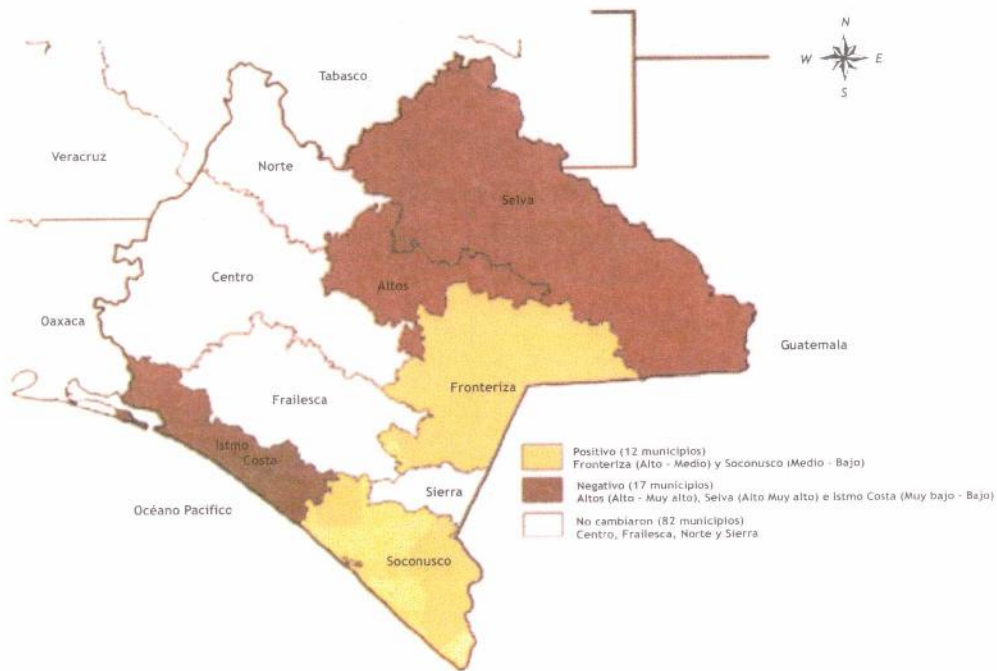 N
W E
S
Tabasco
Veracruz
Norte
Selva
Centro
Altos
Oaxaca
Guatemala
Fronteriza
Frailesca
Istmo
Costa
Positivo (12 municipios)
Fronteriza (Alto - Medio) y Soconusco (Medio - Bajo)
Negativo (17 municipios)
Altos (Alto - Muy alto), Selva (Alto Muy alto) e Istmo Costa (Muy bajo - Bajo)
Sierra
Océano Pacifico
No cambiaron (82 municipios)
Centro, Frailesca, Norte y Sierra
Soconusco